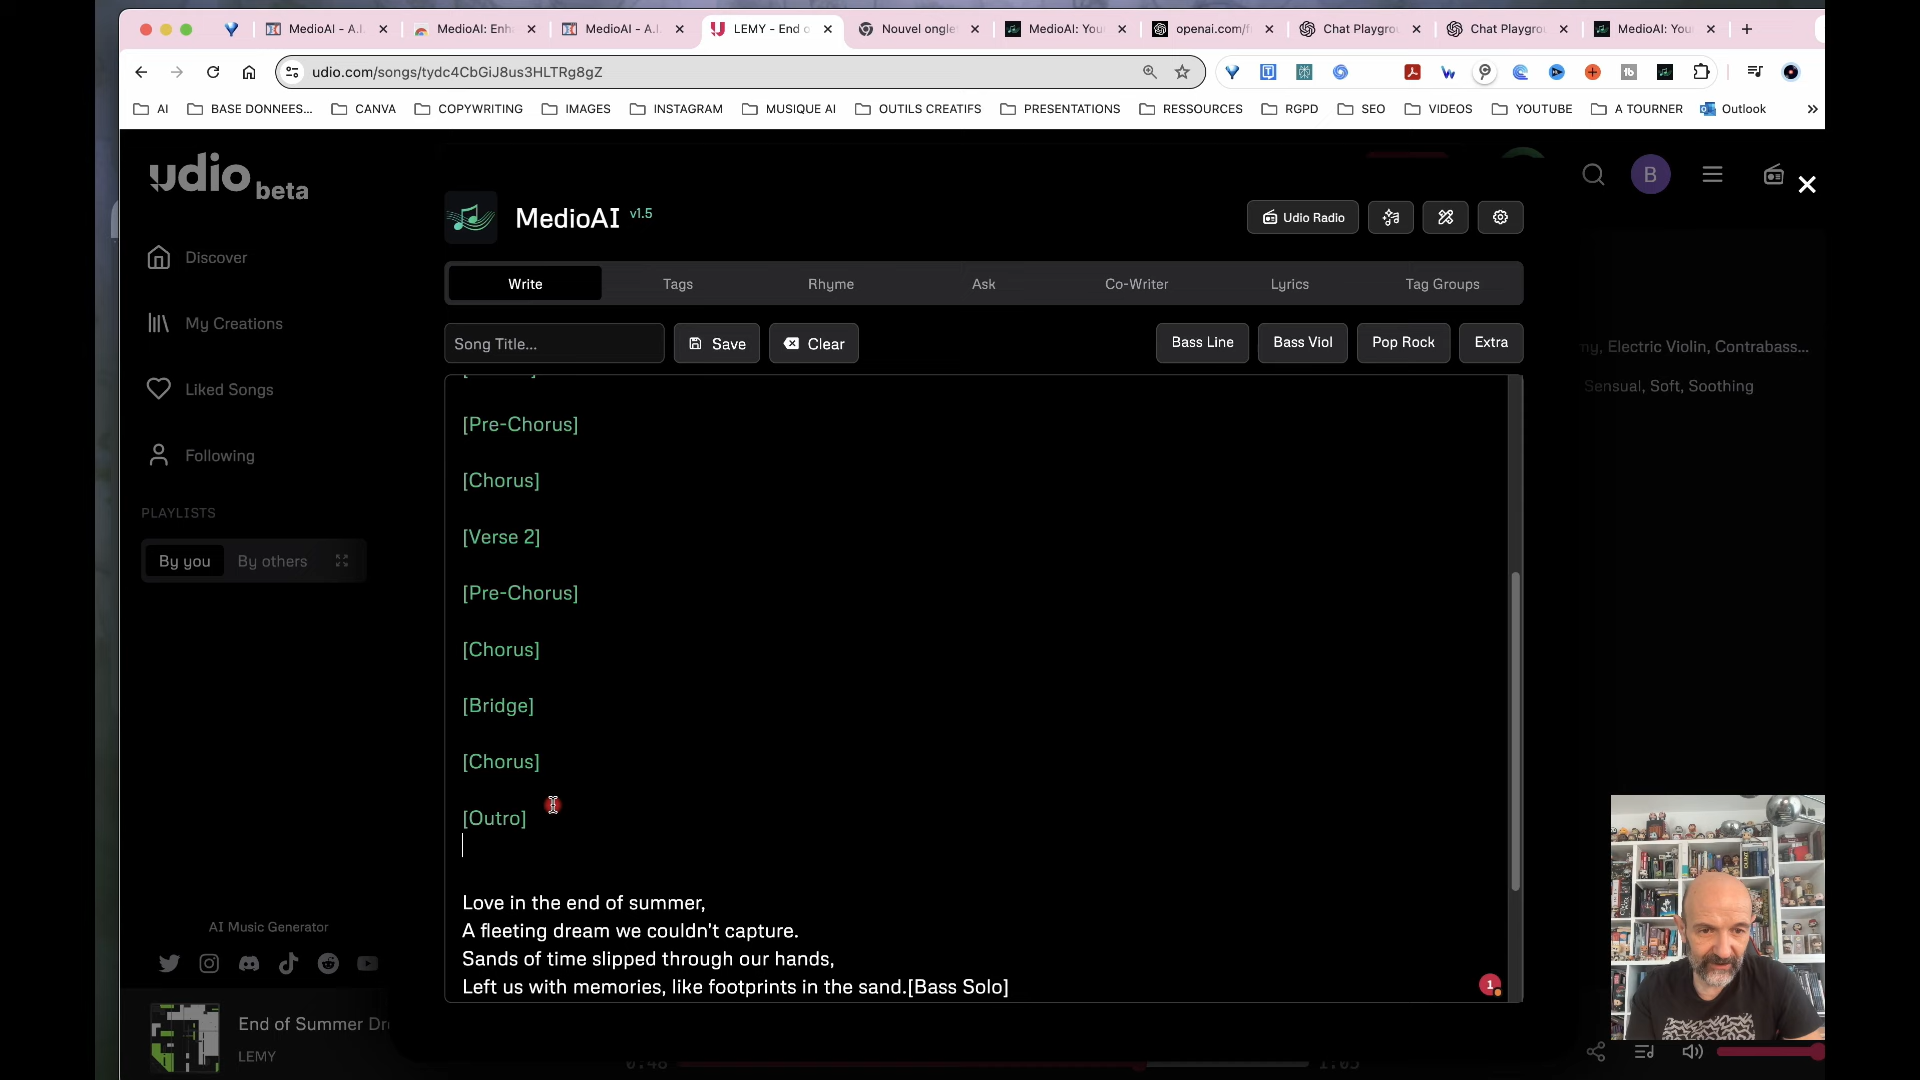 MedioAI - A.I.
MedioAI: Enh
MedioAI - A.I.
LEMY - End o
Nouvel ongle
MedioAI: You
openai.com/f
Chat Playgro
Chat Playgro
MedioAI: You
udio.com/songs/tydc4CbGiJ8us3HLTRg8gZ
AI
BASE DONNEES...
CANVA
COPYWRITING
IMAGES
INSTAGRAM
MUSIQUE AI
OUTILS CREATIFS
PRESENTATIONS
RESSOURCES
RGPD
SEO
VIDEOS
YOUTUBE
A TOURNER
Outlook
udio beta
B
MedioAI v1.5
Udio Radio
Discover
My Creations
Liked Songs
Following
PLAYLISTS
By you
By others
Write
Tags
Rhyme
Ask
Co-Writer
Lyrics
Tag Groups
Song Title...
Save
Clear
Bass Line
Bass Viol
Pop Rock
Extra
my, Electric Violin, Contrabass...
Sensual, Soft, Soothing
[Pre-Chorus]
[Chorus]
[Verse 2]
[Pre-Chorus]
[Chorus]
[Bridge]
[Chorus]
[Outro]
Love in the end of summer,
A fleeting dream we couldn't capture.
Sands of time slipped through our hands,
Left us with memories, like footprints in the sand.[Bass Solo]
1
AI Music Generator
End of Summer Dr
LEMY
0:48
1:05